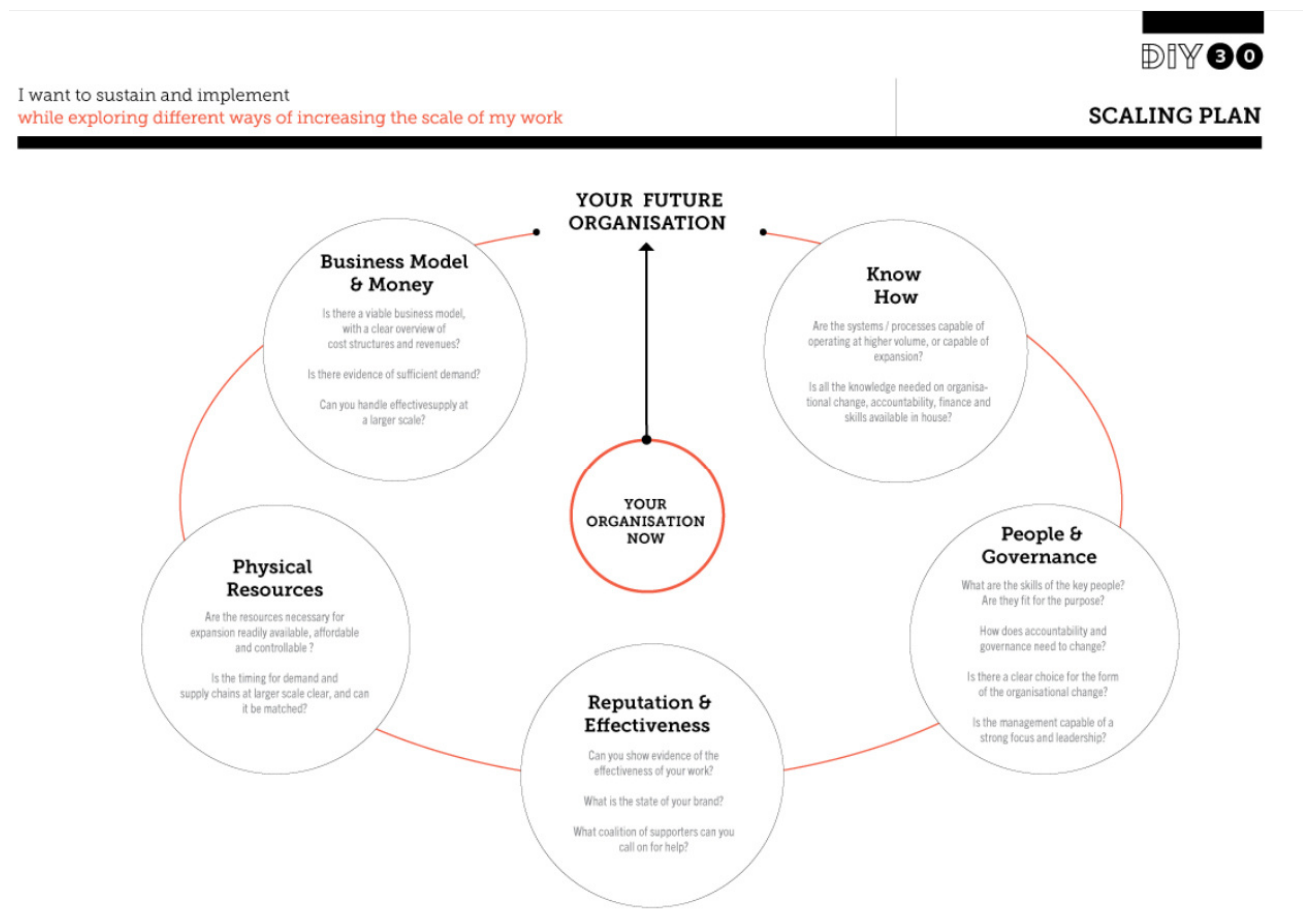 DIY 30
I want to sustain and implement
while exploring different ways of increasing the scale of my work
SCALING PLAN
YOUR FUTURE
ORGANISATION
Business Model
& Money
Is there a viable business model,
with a clear overview of
cost structures and revenues?
Is there evidence of sufficient demand?
Can you handle effectivesupply at
a larger scale?
Know
How
Are the systems / processes capable of
operating at higher volume, or capable of
expansion?
Is all the knowledge needed on organisa-
tional change, accountability, finance and
skills available in house?
YOUR
ORGANISATION
NOW
Physical
Resources
Are the resources necessary for
expansion readily available, affordable
and controllable ?
Is the timing for demand and
supply chains at larger scale clear, and can
it be matched?
People &
Governance
What are the skills of the key people?
Are they fit for the purpose?
How does accountability and
governance need to change?
Is there a clear choice for the form
of the organisational change?
Is the management capable of a
strong focus and leadership?
Reputation &
Effectiveness
Can you show evidence of the
effectiveness of your work?
What is the state of your brand?
What coalition of supporters can you
call on for help?